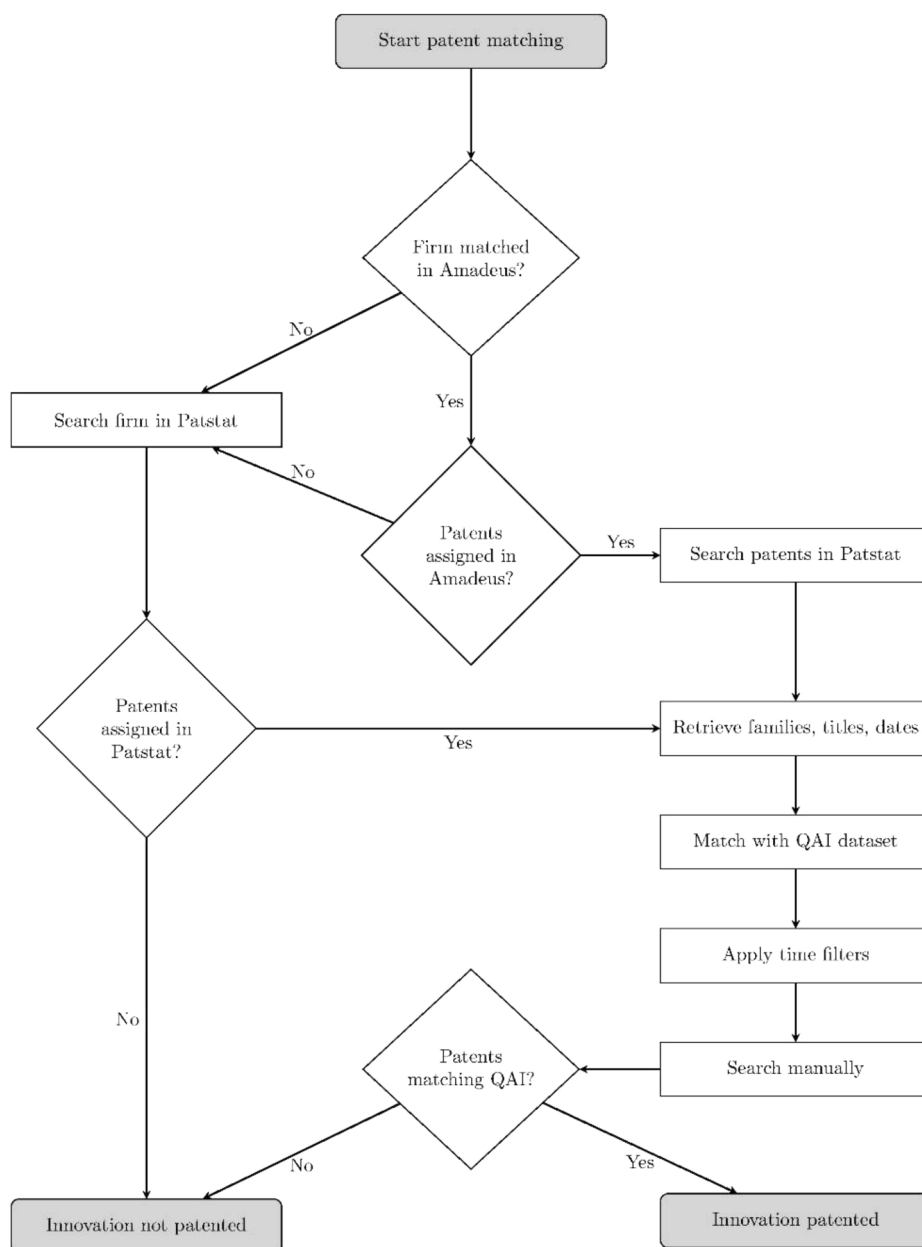 Start patent matching
Firm matched
in Amadeus?
No
Yes
Search firm in Patstat
No
Patents
assigned in
Amadeus?
Yes
Search patents in Patstat
Patents
assigned in
Patstat?
Yes
Retrieve families, titles, dates
Match with QAI dataset
Apply time filters
No
Patents
matching QAI?
Search manually
No
Yes
Innovation not patented
Innovation patented